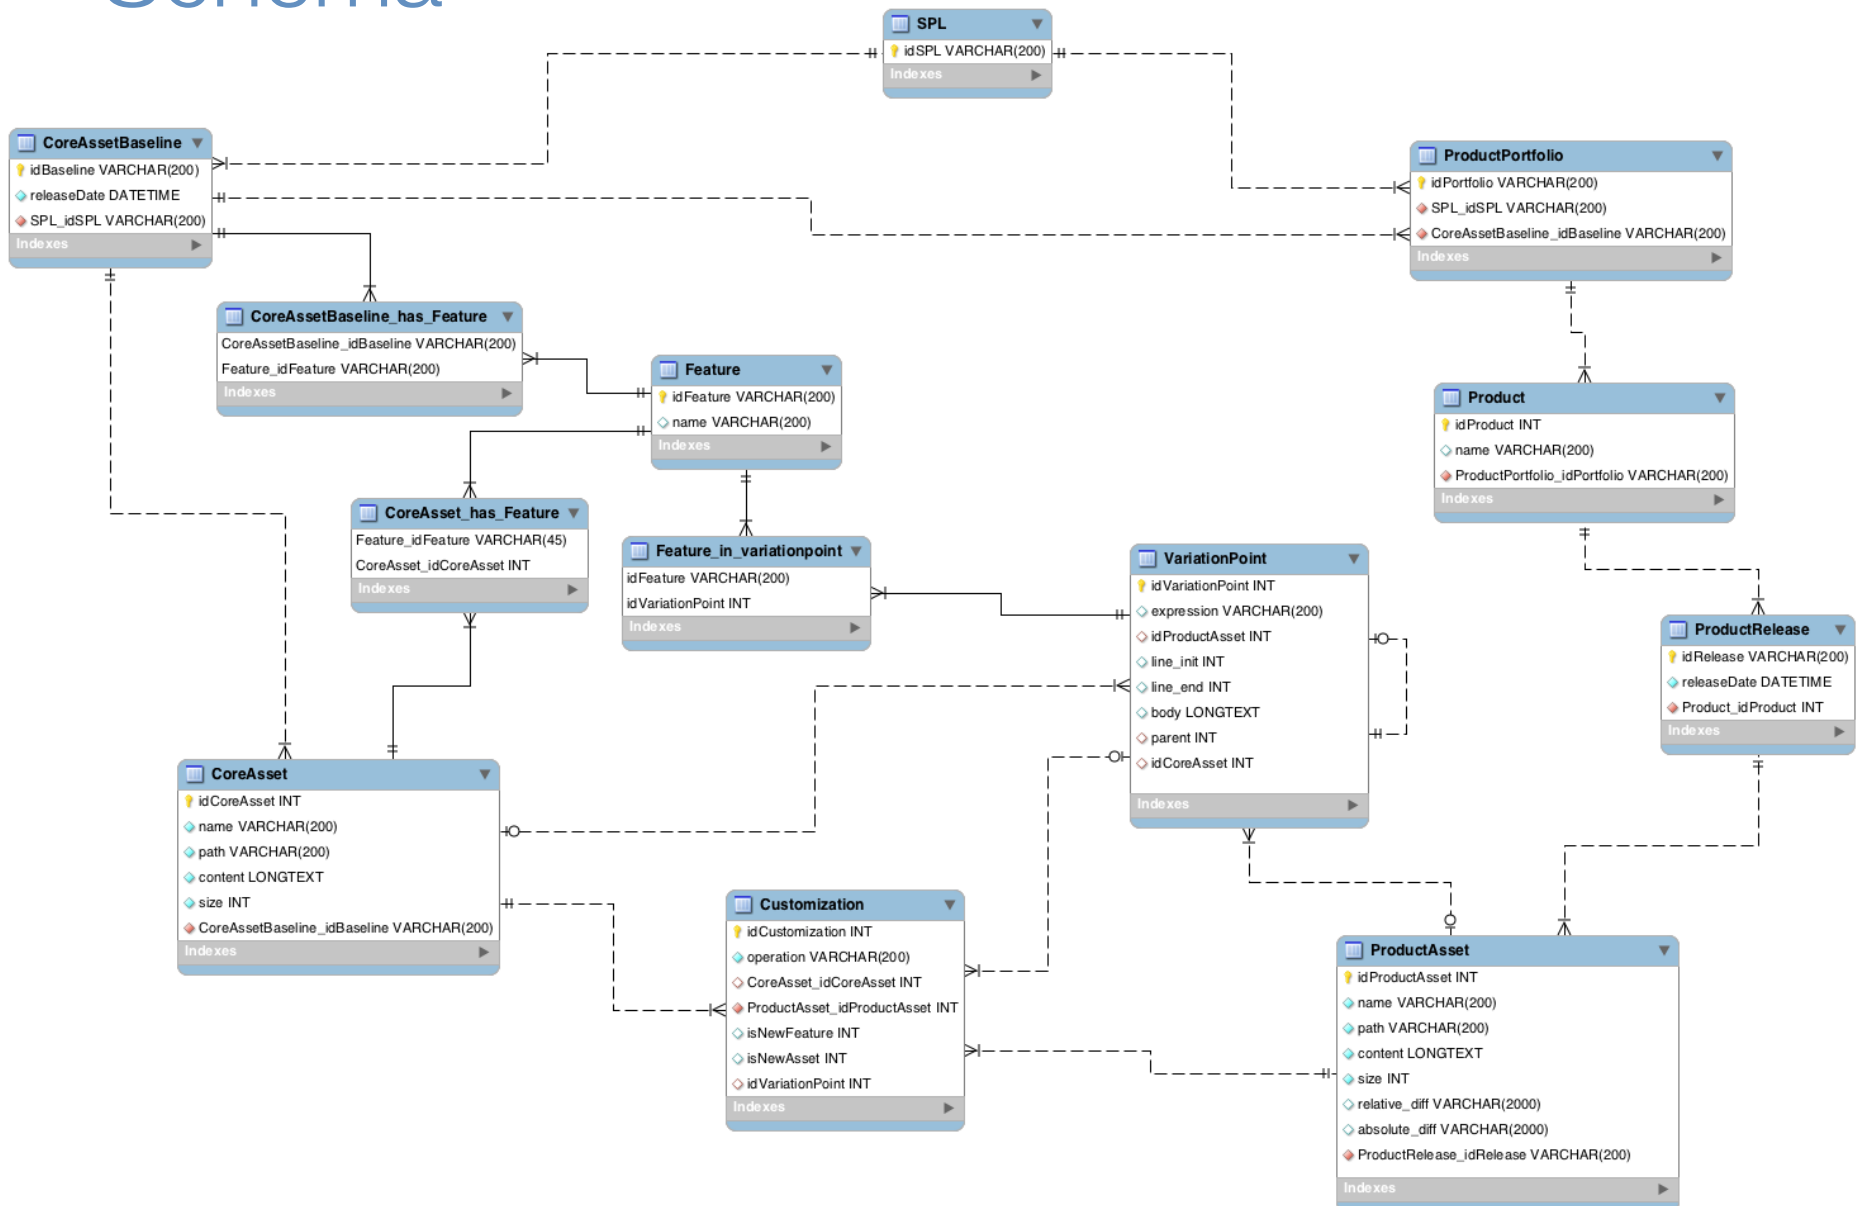 Schema
SPL
idSPL VARCHAR(200)
Indexes
CoreAssetBaseline
idBaseline VARCHAR(200)
releaseDate DATETIME
SPL_idSPL VARCHAR(200)
Indexes
ProductPortfolio
idPortfolio VARCHAR(200)
SPL_idSPL VARCHAR(200)
CoreAssetBaseline_idBaseline VARCHAR(200)
Indexes
CoreAssetBaseline_has_Feature
CoreAssetBaseline_idBaseline VARCHAR(200)
Feature_idFeature VARCHAR(200)
Indexes
Feature
idFeature VARCHAR(200)
name VARCHAR(200)
Indexes
Product
idProduct INT
name VARCHAR(200)
ProductPortfolio_idPortfolio VARCHAR(200)
Indexes
CoreAsset_has_Feature
Feature_idFeature VARCHAR(45)
CoreAsset_idCoreAsset INT
Indexes
Feature_in_variationpoint
idFeature VARCHAR(200)
idVariationPoint INT
Indexes
VariationPoint
idVariationPoint INT
expression VARCHAR(200)
idProductAsset INT
line_init INT
line_end INT
body LONGTEXT
parent INT
idCoreAsset INT
Indexes
ProductRelease
idRelease VARCHAR(200)
releaseDate DATETIME
Product_idProduct INT
Indexes
CoreAsset
idCoreAsset INT
name VARCHAR(200)
path VARCHAR(200)
content LONGTEXT
size INT
CoreAssetBaseline_idBaseline VARCHAR(200)
Indexes
Customization
idCustomization INT
operation VARCHAR(200)
CoreAsset_idCoreAsset INT
ProductAsset_idProductAsset INT
isNewFeature INT
isNewAsset INT
idVariationPoint INT
Indexes
ProductAsset
idProductAsset INT
name VARCHAR(200)
path VARCHAR(200)
content LONGTEXT
size INT
relative_diff VARCHAR(2000)
absolute_diff VARCHAR(2000)
ProductRelease_idRelease VARCHAR(200)
Indexes